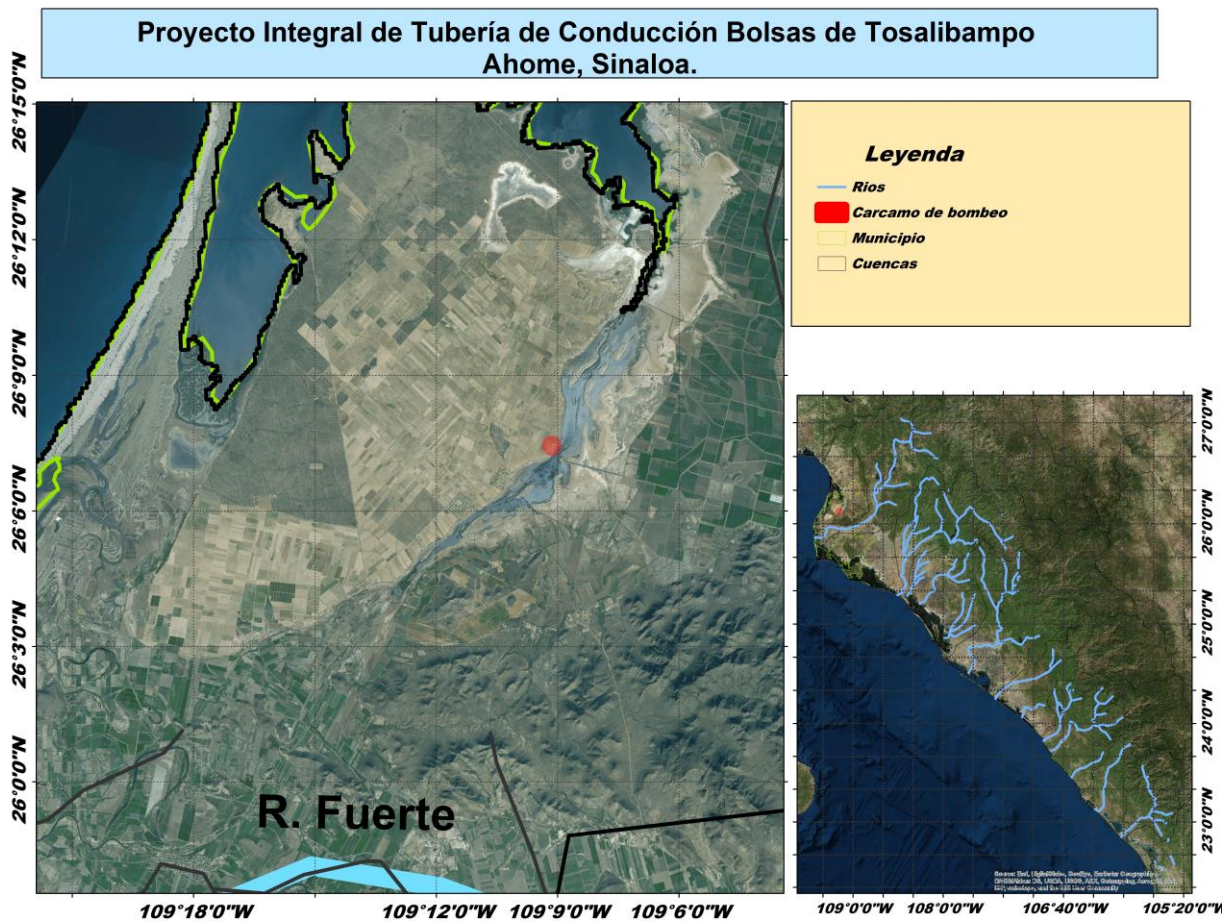 Proyecto Integral de Tubería de Conducción Bolsas de Tosalibampo
Ahome, Sinaloa.
26°15'0"N
26°12'0"N
26°9'0"N
26°6'0"N
26°3'0"N
26°0'0"N
R. Fuerte
109°18'0"W
109°12'0"W
109°9'0"W
109°6'0"W
Leyenda
Rios
Carcamo de bombeo
Municipio
Cuencas
27°0'0"N
26°0'0"N
25°0'0"N
24°0'0"N
23°0'0"N
109°0'0"W
108°0'0"W
106°40'0"W
105°20'0"W